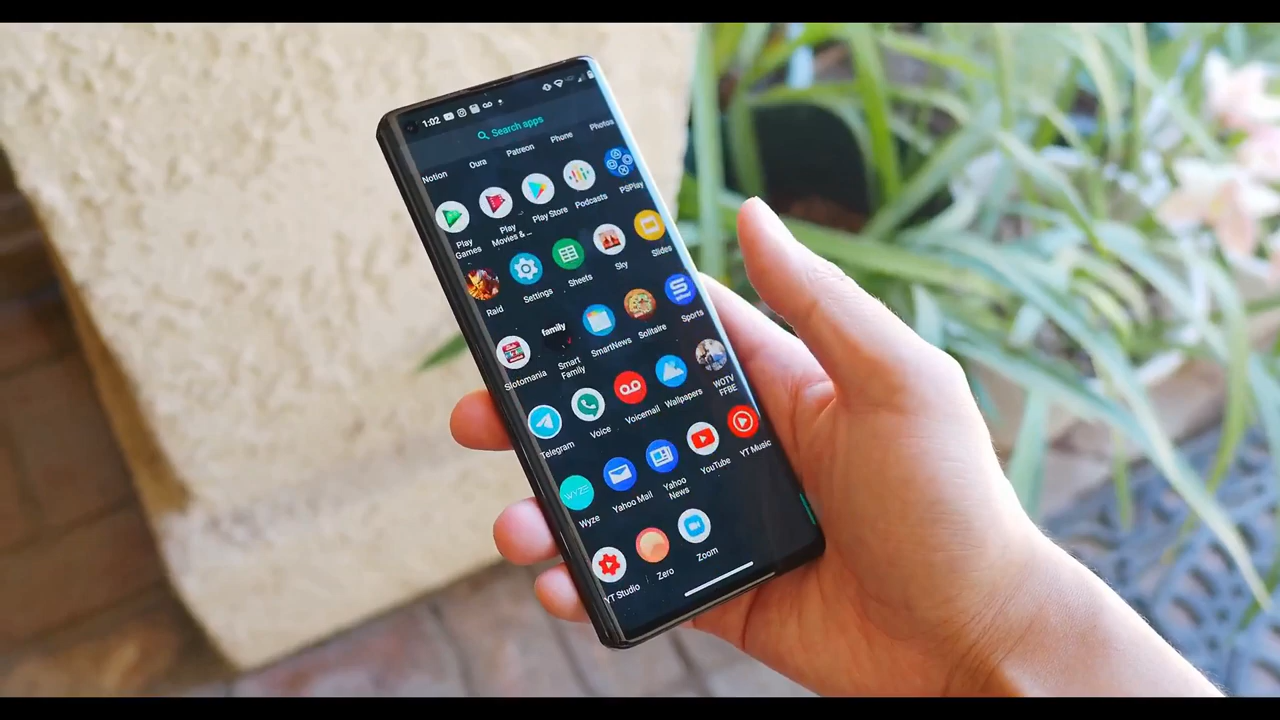 1:02
Search apps
Notion
Oura
Patreon
Phone
Photos
Play
Games
Play
Movies & ...
Play Store
Podcasts
PSPlay
Raid
Settings
Sheets
Sky
Slides
Slotomania
family
Smart
Family
SmartNews
Solitaire
Sports
Telegram
Voice
Voicemail
Wallpapers
WOTV
FFBE
WYZE
Wyze
Yahoo Mail
Yahoo
News
YouTube
YT Music
YT Studio
Zero
Zoom